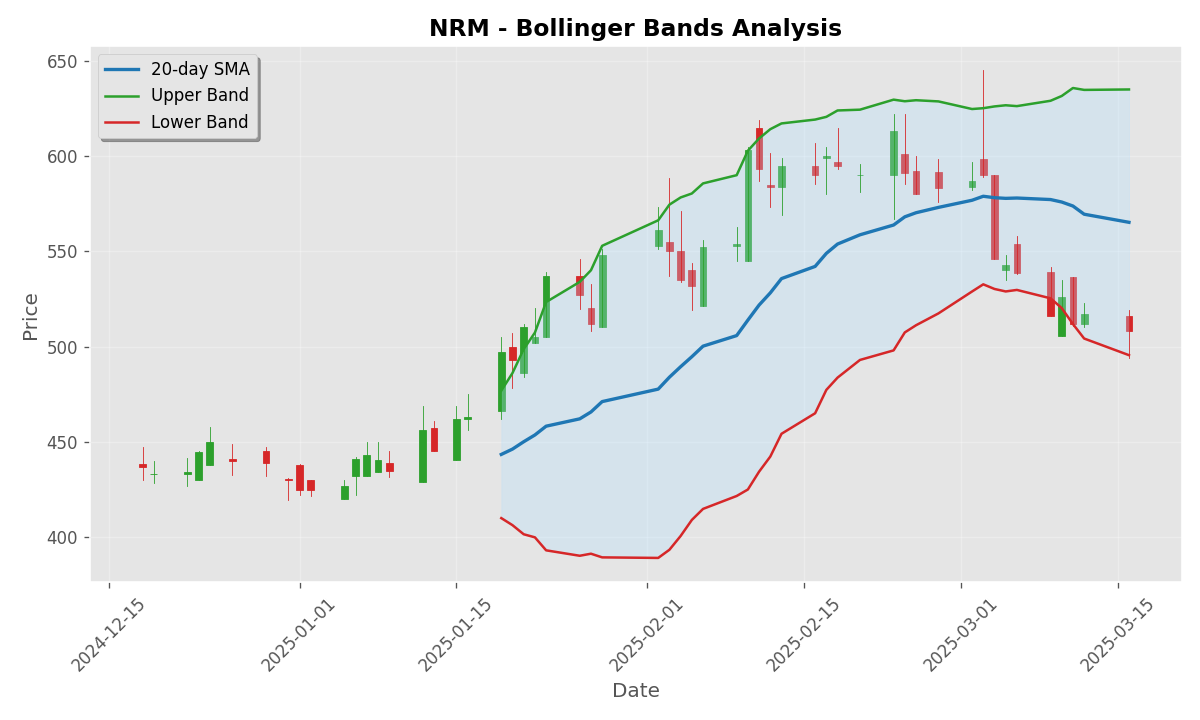 NRM - Bollinger Bands Analysis
20-day SMA
Upper Band
Lower Band
Price
650
600
550
500
450
400
2024-12-15
2025-01-01
2025-01-15
2025-02-01
2025-02-15
2025-03-01
2025-03-15
Date